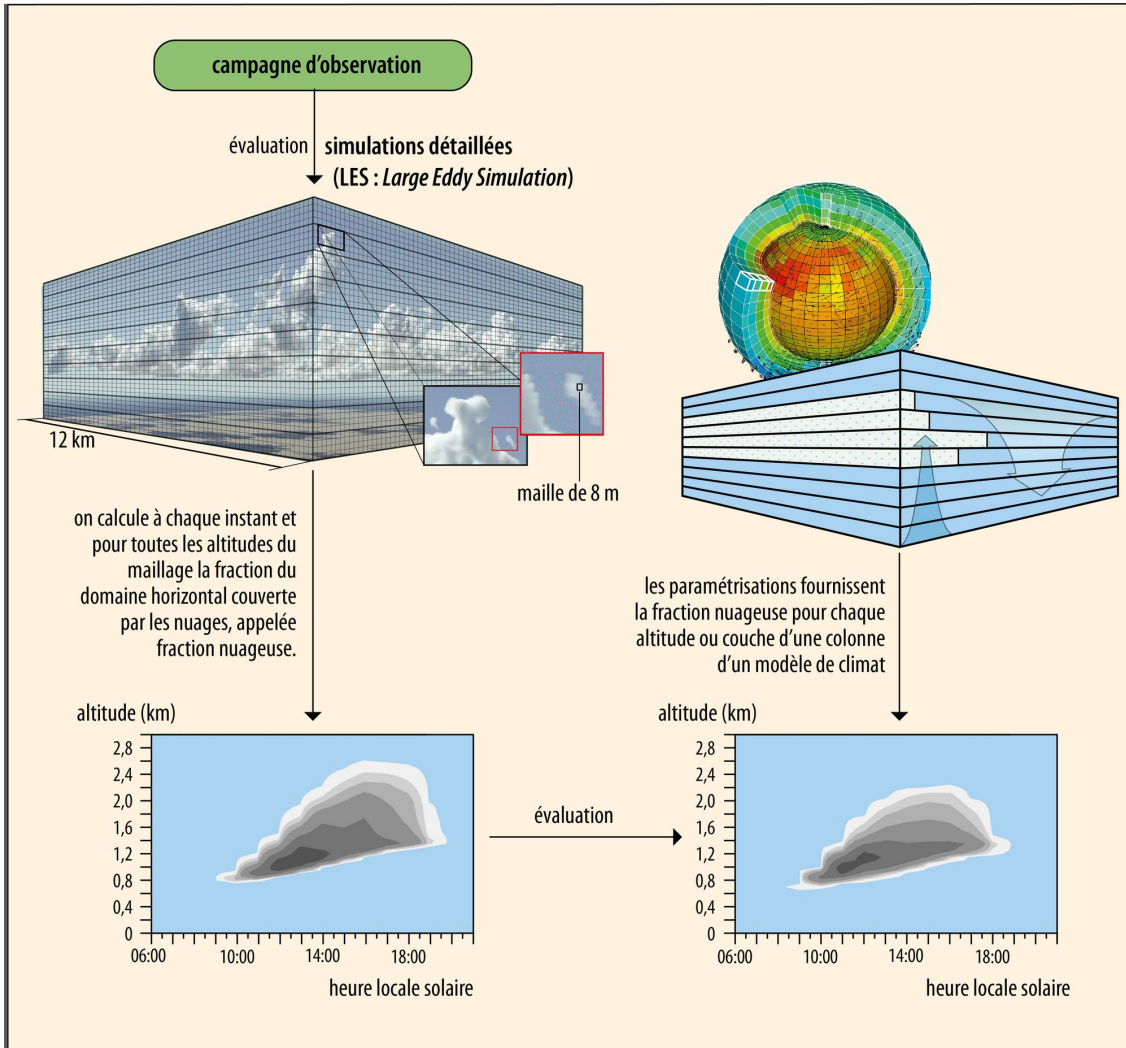 campagne d'observation
évaluation
simulations détaillées
(LES : Large Eddy Simulation)
12 km
maille de 8 m
on calcule à chaque instant et
pour toutes les altitudes du
maillage la fraction du
domaine horizontal couverte
par les nuages, appelée
fraction nuageuse.
les paramétrisations fournissent
la fraction nuageuse pour chaque
altitude ou couche d'une colonne
d'un modèle de climat
altitude (km)
2,8
2,4
2,0
1,6
1,2
0,8
0,4
0
06:00 10:00 14:00 18:00
heure locale solaire
évaluation
altitude (km)
2,8
2,4
2,0
1,6
1,2
0,8
0,4
0
06:00 10:00 14:00 18:00
heure locale solaire